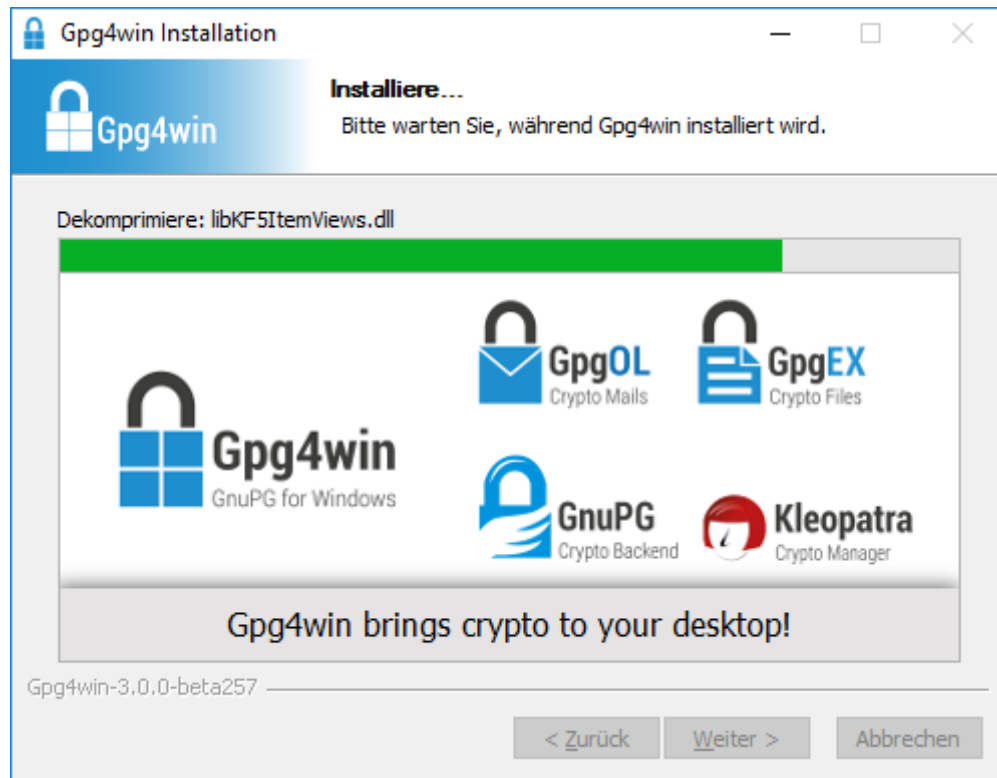 Gpg4win Installation
Gpg4win
Installiere...
Bitte warten Sie, während Gpg4win installiert wird.
Dekomprimiere: libKF5ItemViews.dll
Gpg4win
GnuPG for Windows
GpgOL
Crypto Mails
GpgEX
Crypto Files
GnuPG
Crypto Backend
Kleopatra
Crypto Manager
Gpg4win brings crypto to your desktop!
Gpg4win-3.0.0-beta257
< Zurück
Weiter >
Abbrechen